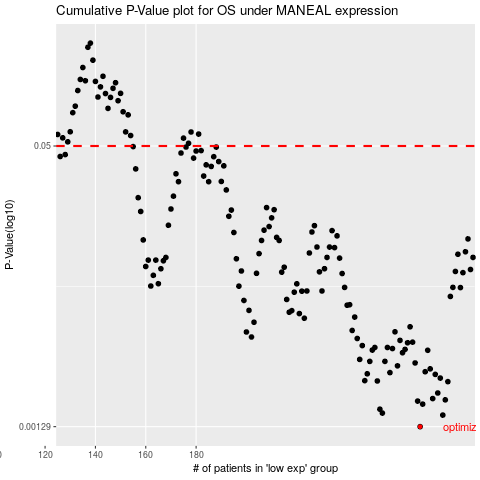 Cumulative P-Value plot for OS under MANEAL expression
0.05
P-Value(log10)
0.00129
optimiz
0 120 140 160 180
# of patients in 'low exp' group